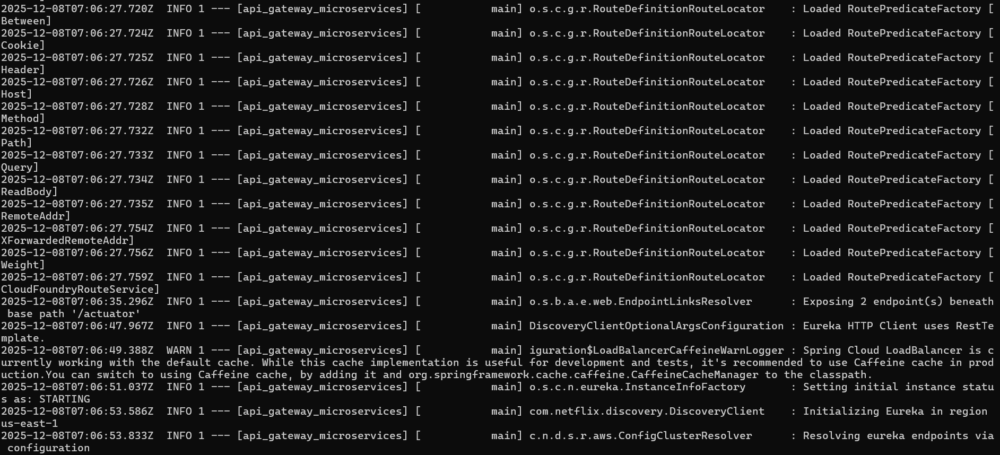 2025-12-08T07:06:27.720Z  INFO 1 --- [api_gateway_microservices] [           main] o.s.c.g.r.RouteDefinitionRouteLocator    : Loaded RoutePredicateFactory [
Between]
2025-12-08T07:06:27.724Z  INFO 1 --- [api_gateway_microservices] [           main] o.s.c.g.r.RouteDefinitionRouteLocator    : Loaded RoutePredicateFactory [
Cookie]
2025-12-08T07:06:27.725Z  INFO 1 --- [api_gateway_microservices] [           main] o.s.c.g.r.RouteDefinitionRouteLocator    : Loaded RoutePredicateFactory [
Header]
2025-12-08T07:06:27.726Z  INFO 1 --- [api_gateway_microservices] [           main] o.s.c.g.r.RouteDefinitionRouteLocator    : Loaded RoutePredicateFactory [
Host]
2025-12-08T07:06:27.728Z  INFO 1 --- [api_gateway_microservices] [           main] o.s.c.g.r.RouteDefinitionRouteLocator    : Loaded RoutePredicateFactory [
Method]
2025-12-08T07:06:27.732Z  INFO 1 --- [api_gateway_microservices] [           main] o.s.c.g.r.RouteDefinitionRouteLocator    : Loaded RoutePredicateFactory [
Path]
2025-12-08T07:06:27.733Z  INFO 1 --- [api_gateway_microservices] [           main] o.s.c.g.r.RouteDefinitionRouteLocator    : Loaded RoutePredicateFactory [
Query]
2025-12-08T07:06:27.734Z  INFO 1 --- [api_gateway_microservices] [           main] o.s.c.g.r.RouteDefinitionRouteLocator    : Loaded RoutePredicateFactory [
ReadBody]
2025-12-08T07:06:27.735Z  INFO 1 --- [api_gateway_microservices] [           main] o.s.c.g.r.RouteDefinitionRouteLocator    : Loaded RoutePredicateFactory [
RemoteAddr]
2025-12-08T07:06:27.754Z  INFO 1 --- [api_gateway_microservices] [           main] o.s.c.g.r.RouteDefinitionRouteLocator    : Loaded RoutePredicateFactory [
XForwardedRemoteAddr]
2025-12-08T07:06:27.756Z  INFO 1 --- [api_gateway_microservices] [           main] o.s.c.g.r.RouteDefinitionRouteLocator    : Loaded RoutePredicateFactory [
Weight]
2025-12-08T07:06:27.759Z  INFO 1 --- [api_gateway_microservices] [           main] o.s.c.g.r.RouteDefinitionRouteLocator    : Loaded RoutePredicateFactory [
CloudFoundryRouteService]
2025-12-08T07:06:35.296Z  INFO 1 --- [api_gateway_microservices] [           main] o.s.b.a.e.web.EndpointLinksResolver      : Exposing 2 endpoint(s) beneath
 base path '/actuator'
2025-12-08T07:06:47.967Z  INFO 1 --- [api_gateway_microservices] [           main] DiscoveryClientOptionalArgsConfiguration : Eureka HTTP Client uses RestTe
mplate.
2025-12-08T07:06:49.388Z  WARN 1 --- [api_gateway_microservices] [           main] iguration$LoadBalancerCaffeineWarnLogger : Spring Cloud LoadBalancer is c
urrently working with the default cache. While this cache implementation is useful for development and tests, it's recommended to use Caffeine cache in prod
uction.You can switch to using Caffeine cache, by adding it and org.springframework.cache.caffeine.CaffeineCacheManager to the classpath.
2025-12-08T07:06:51.037Z  INFO 1 --- [api_gateway_microservices] [           main] o.s.c.n.eureka.InstanceInfoFactory       : Setting initial instance statu
s as: STARTING
2025-12-08T07:06:53.586Z  INFO 1 --- [api_gateway_microservices] [           main] com.netflix.discovery.DiscoveryClient    : Initializing Eureka in region
us-east-1
2025-12-08T07:06:53.833Z  INFO 1 --- [api_gateway_microservices] [           main] c.n.d.s.r.aws.ConfigClusterResolver      : Resolving eureka endpoints via
 configuration